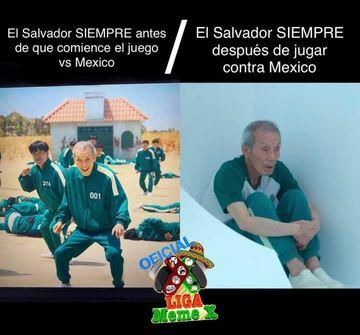 El Salvador SIEMPRE antes
de que comience el juego
vs Mexico
El Salvador SIEMPRE
después de jugar
contra Mexico
374
001
OFICIAL
LIGA
Meme X